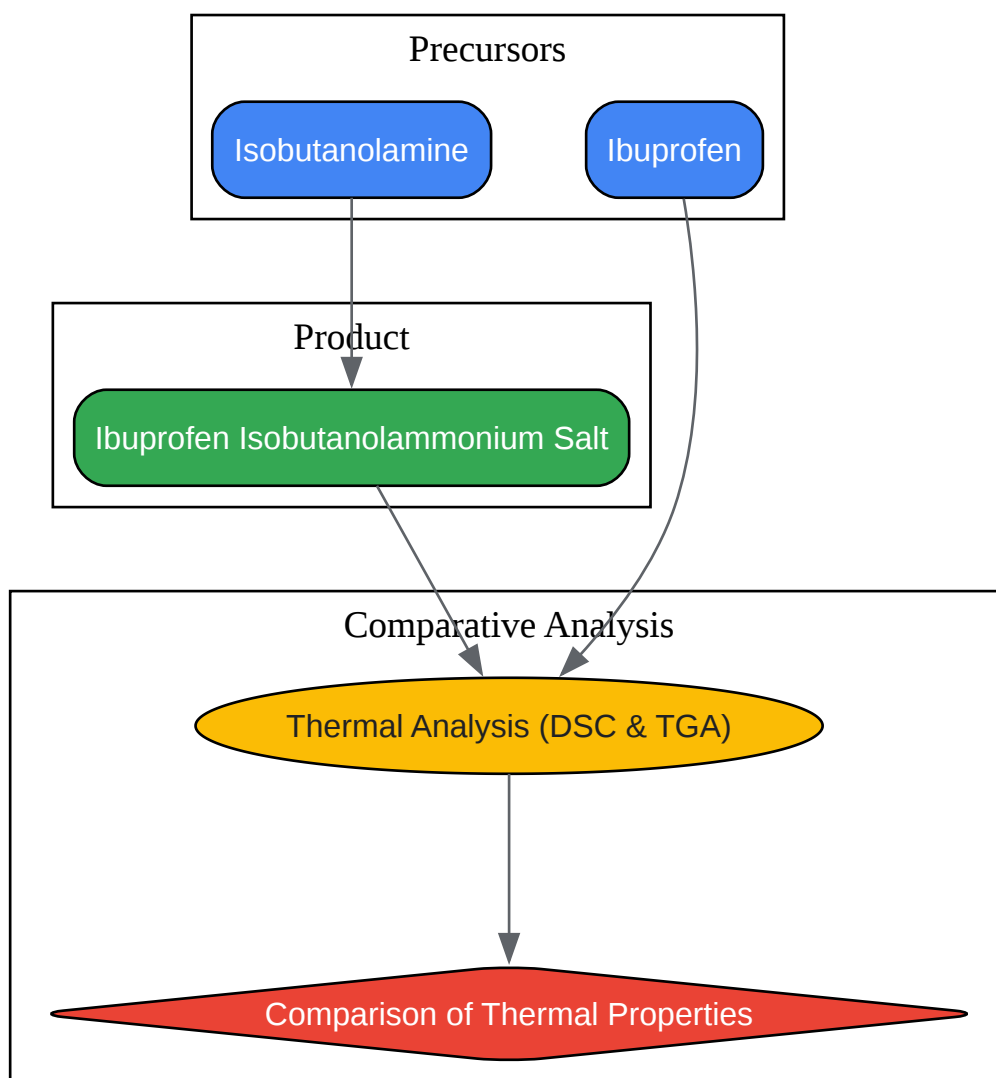 Precursors
Isobutanolamine
Ibuprofen
Product
Ibuprofen Isobutanolammonium Salt
Comparative Analysis
Thermal Analysis (DSC & TGA)
Comparison of Thermal Properties